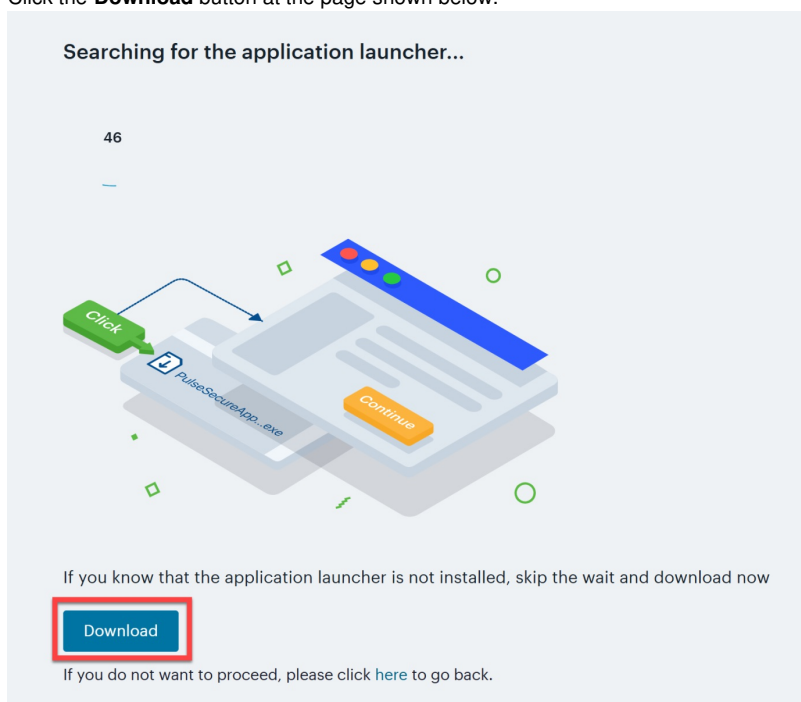 Click the Download button at the page shown below.
Searching for the application launcher...
46
Click
PulseSecureApp...exe
Continue
If you know that the application launcher is not installed, skip the wait and download now
Download
If you do not want to proceed, please click here to go back.